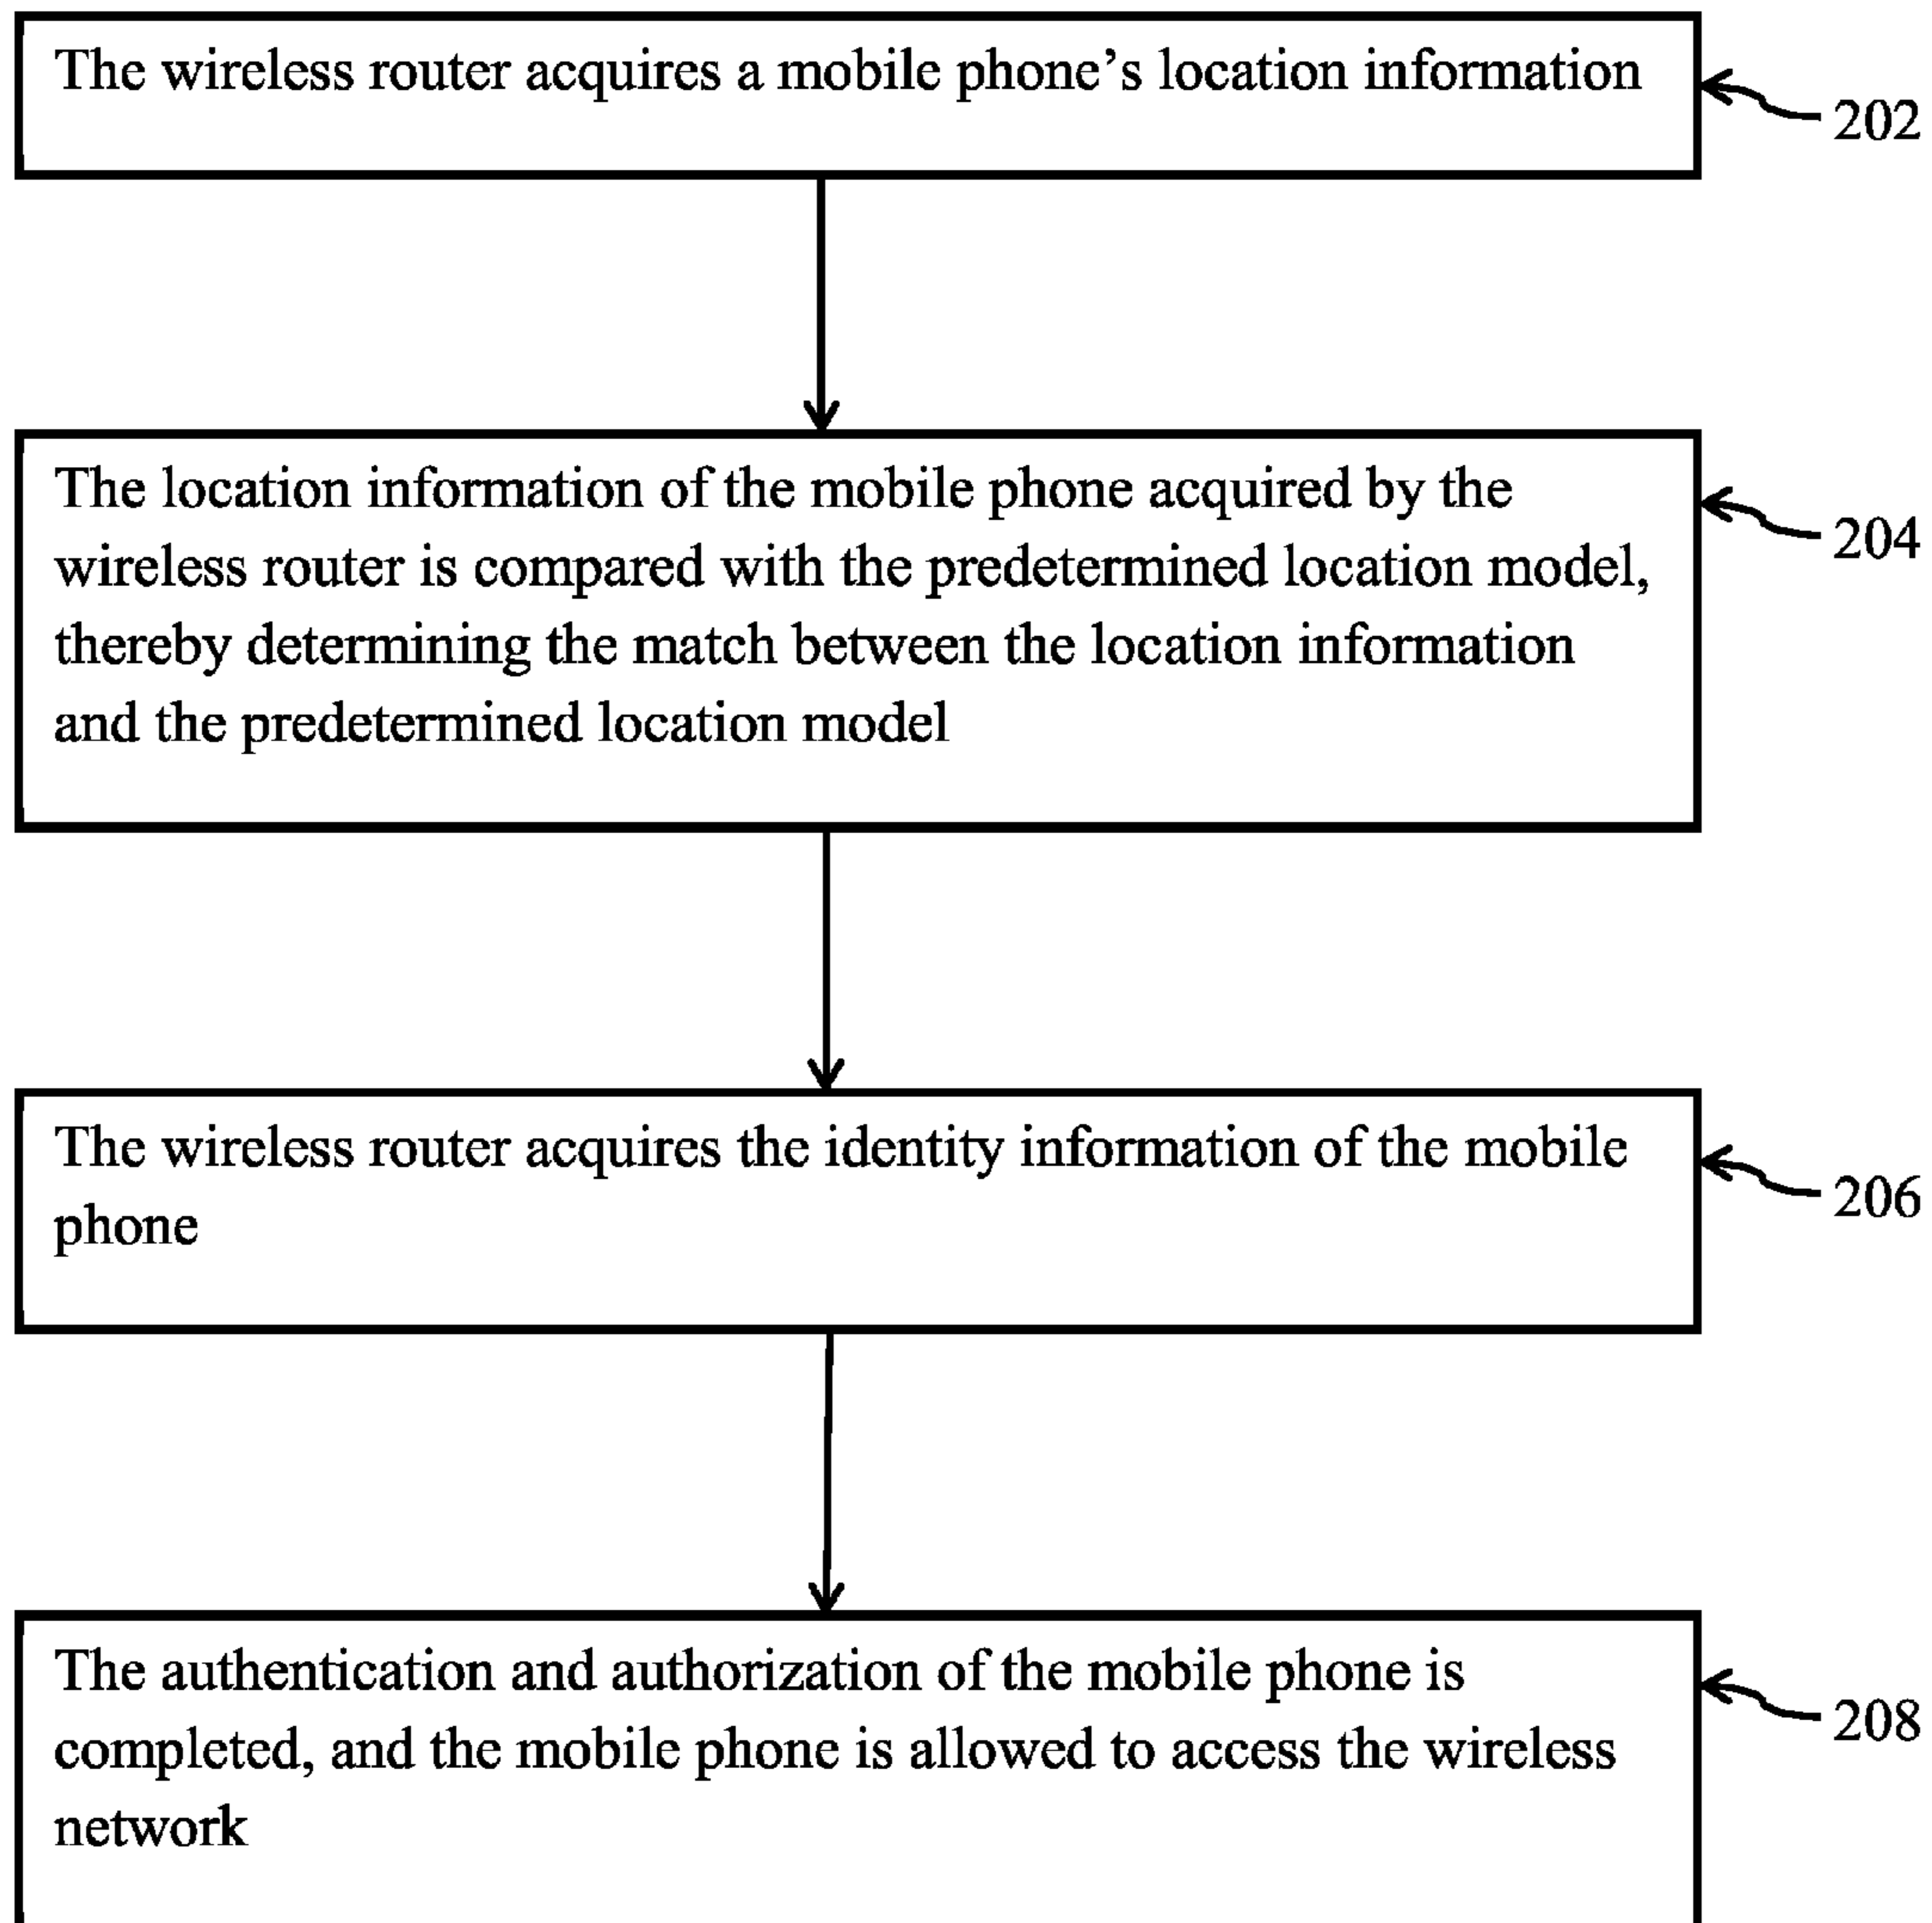 The wireless router acquires a mobile phone’s location information
202
The location information of the mobile phone acquired by the
wireless router is compared with the predetermined location model,
thereby determining the match between the location information
and the predetermined location model
204
The wireless router acquires the identity information of the mobile
phone
206
The authentication and authorization of the mobile phone is
completed, and the mobile phone is allowed to access the wireless
network
208